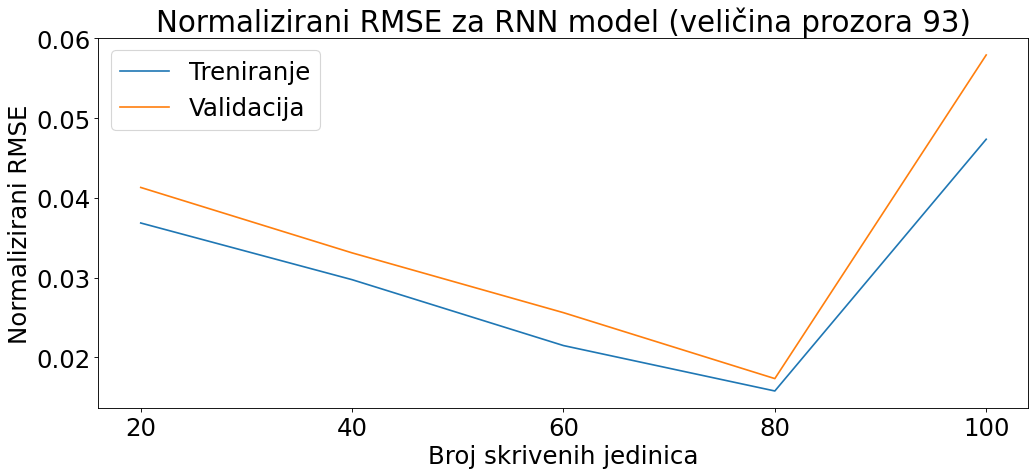 Normalizirani RMSE za RNN model (veličina prozora 93)
Treniranje
Validacija
Normalizirani RMSE
0.06
0.05
0.04
0.03
0.02
20 40 60 80 100
Broj skrivenih jedinica